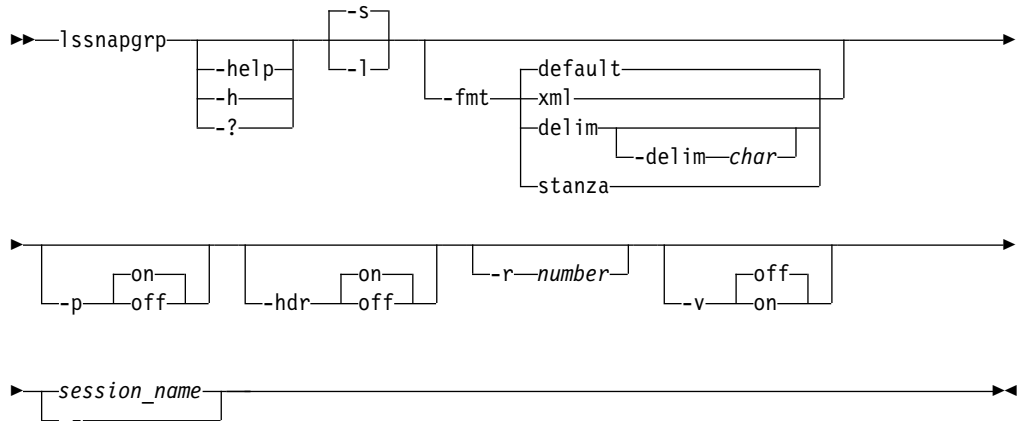 ►►─lssnapgrp -s
-help -l default
-h -fmt xml
-? delim
-delim char
stanza
on on off
-p off -hdr off -r number -v on
session_name